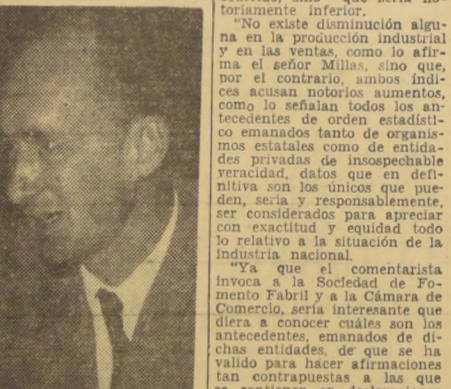 toriamente inferior.
"No existe disminución algu-
na en la producción industrial
y en las ventas, como lo afir-
ma el señor Millas, sino que,
por el contrario, ambos índi-
ces acusan notorios aumentos,
como lo señalan todos los an-
tecedentes de orden estadísti-
co emanados tanto de organis-
mos estatales como de entida-
des privadas de insospechable
veracidad, datos que en defi-
nitiva son los únicos que pue-
den, seria y responsablemente,
ser considerados para apreciar
con exactitud y equidad todo
lo relativo a la situación de la
industria nacional.
"Ya que el comentarista
invoca a la Sociedad de Fo-
mento Fabril y a la Cámara de
Comercio, sería interesante que
diera a conocer cuáles son los
antecedentes, emanados de di-
chas entidades, de que se ha
valido para hacer afirmaciones
tan contrapuestas a las que